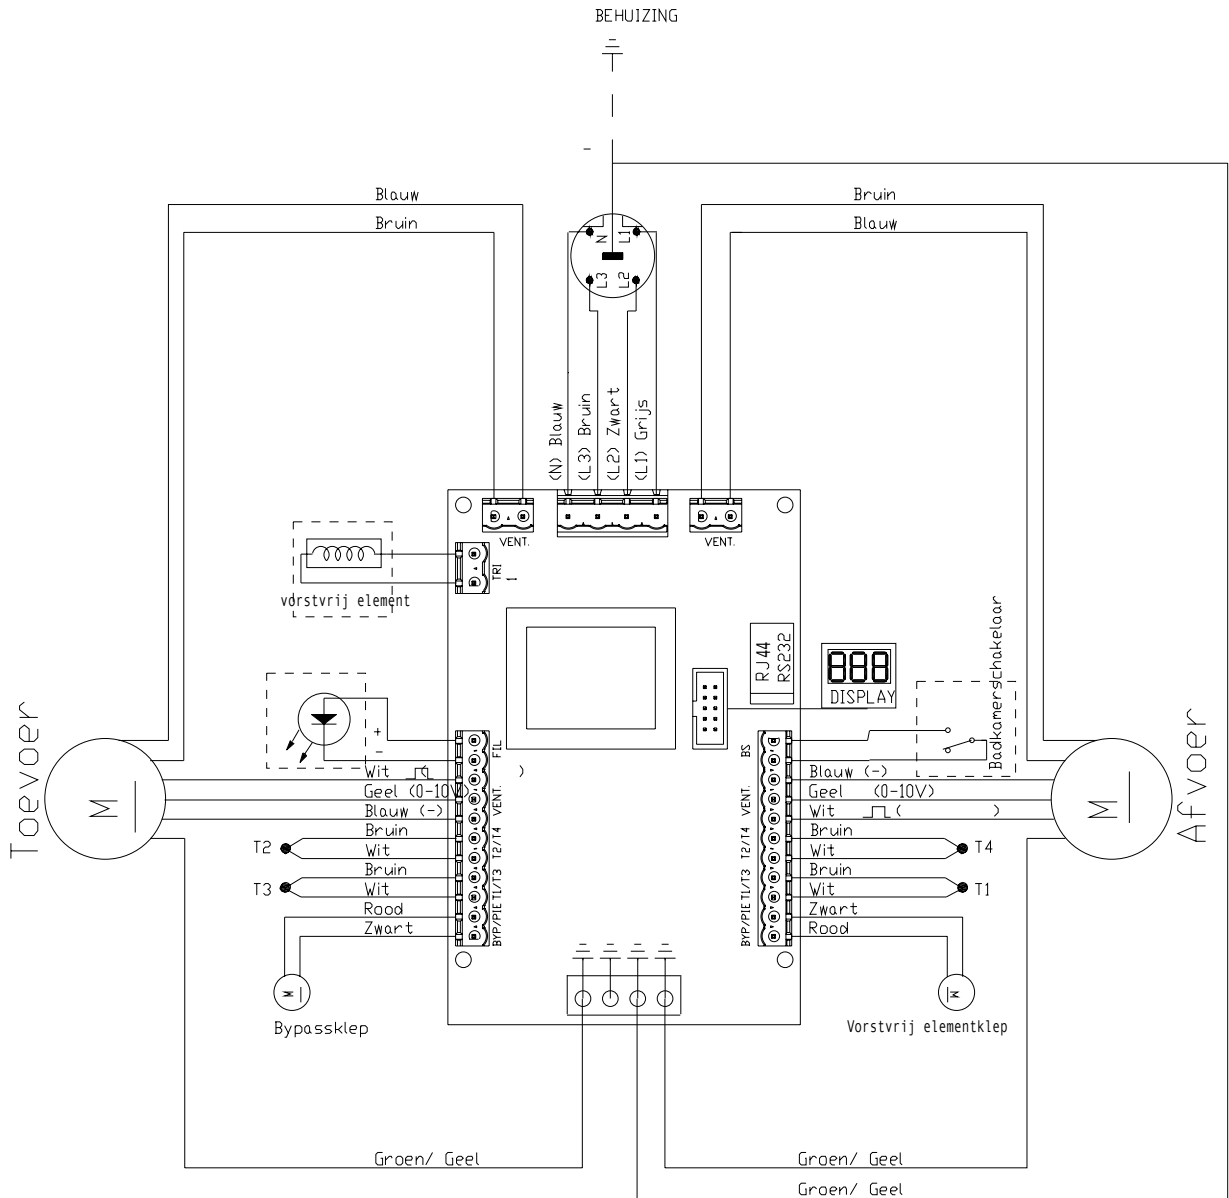 BEHUIZING
Blauw
Bruin
Bruin
Blauw
N
L1
L3
L2
(N) Blauw
(L3) Bruin
(L2) Zwart
(L1) Grijs
VENT.
VENT.
TRI
1
vorstvrij element
RJ44
RS232
888
DISPLAY
Badkamerschakelaar
Toevoer
M
+
-
FIL
BS
Wit ( )
Geel (0-10V)
Blauw (-)
VENT.
Bruin
Wit
T2
T2/T4
Bruin
Wit
T3
T1/T3
Rood
Zwart
BYP/PIE
M
Bypassklep
Blauw (-)
Geel (0-10V)
Wit ( )
VENT.
Bruin
Wit
T4
T2/T4
Bruin
Wit
T1
T1/T3
Zwart
Rood
BYP/PIE
M
Vorstvrij elementklep
M
Afvoer
Groen/ Geel
Groen/ Geel
Groen/ Geel